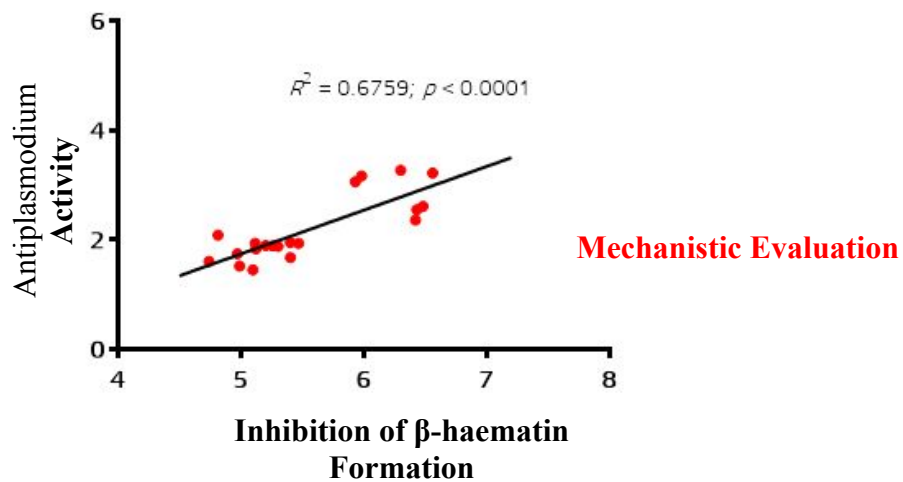 6
R² = 0.6759; p < 0.0001
4
Antiplasmodium
Activity
2
Mechanistic Evaluation
0
4 5 6 7 8
Inhibition of β-haematin
Formation